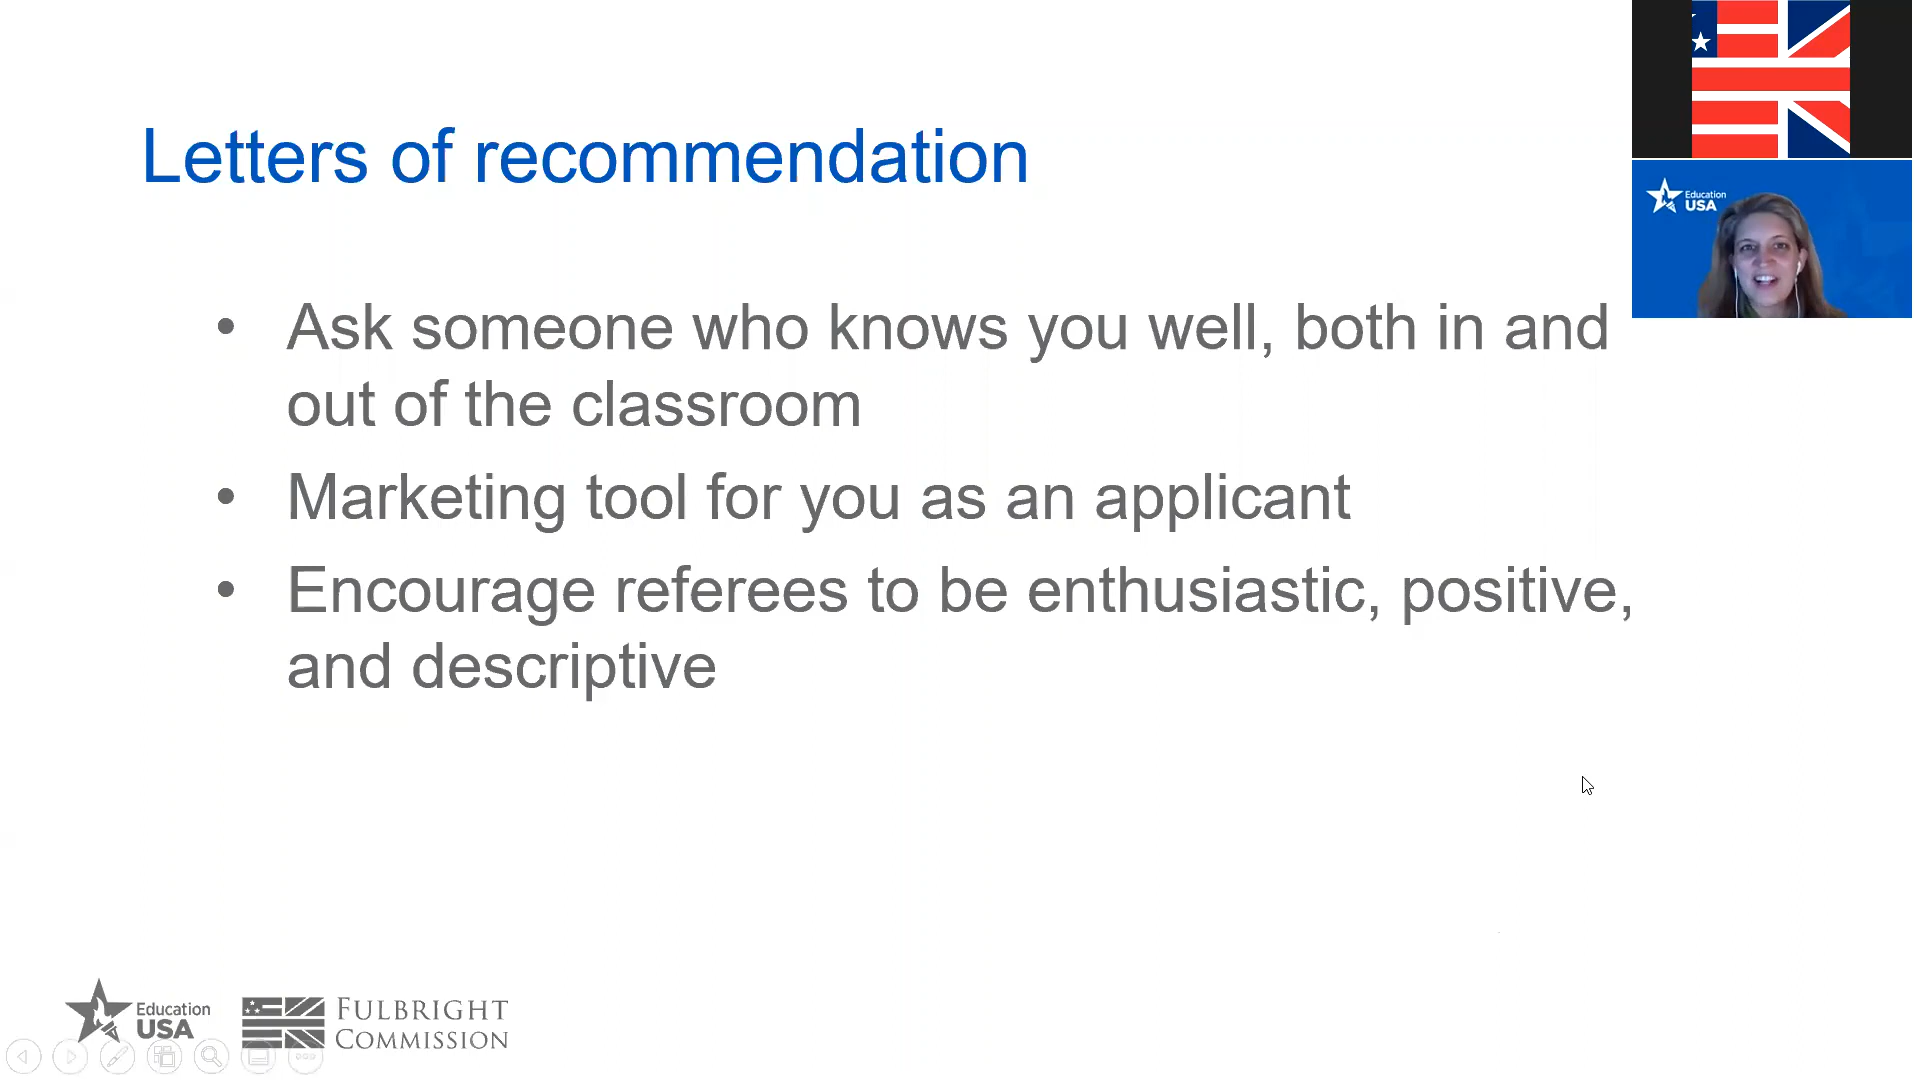 Letters of recommendation
Education
USA
• Ask someone who knows you well, both in and
out of the classroom
• Marketing tool for you as an applicant
• Encourage referees to be enthusiastic, positive,
and descriptive
Education
USA
FULBRIGHT
COMMISSION